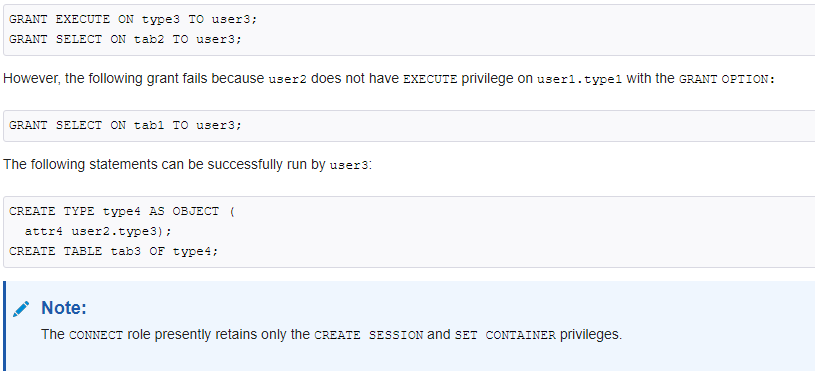 GRANT EXECUTE ON type3 TO user3;
GRANT SELECT ON tab2 TO user3;
However, the following grant fails because user2 does not have EXECUTE privilege on user1.type1 with the GRANT OPTION:
GRANT SELECT ON tab1 TO user3;
The following statements can be successfully run by user3:
CREATE TYPE type4 AS OBJECT (
  attr4 user2.type3);
CREATE TABLE tab3 OF type4;
Note:
The CONNECT role presently retains only the CREATE SESSION and SET CONTAINER privileges.